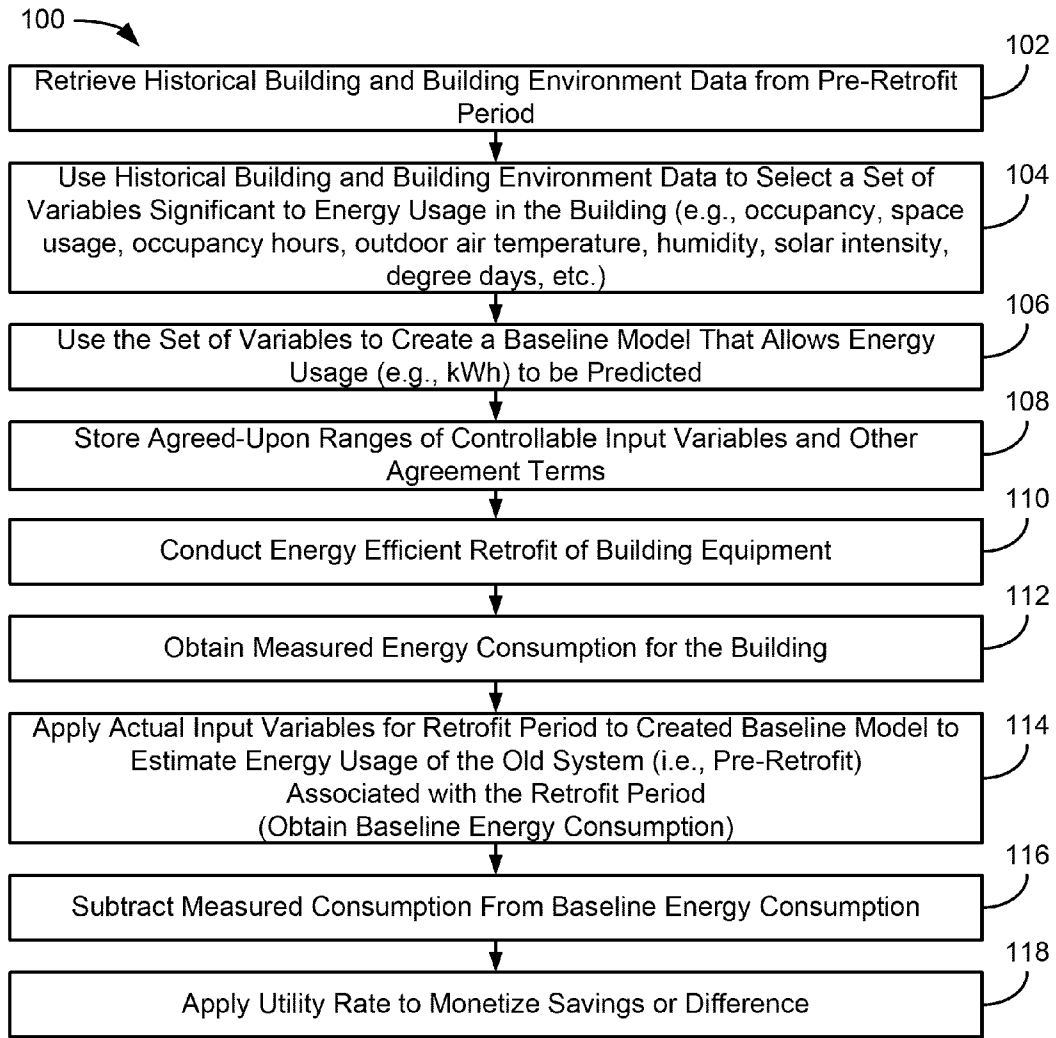 100
102
Retrieve Historical Building and Building Environment Data from Pre-Retrofit
Period
104
Use Historical Building and Building Environment Data to Select a Set of
Variables Significant to Energy Usage in the Building (e.g., occupancy, space
usage, occupancy hours, outdoor air temperature, humidity, solar intensity,
degree days, etc.)
106
Use the Set of Variables to Create a Baseline Model That Allows Energy
Usage (e.g., kWh) to be Predicted
108
Store Agreed-Upon Ranges of Controllable Input Variables and Other
Agreement Terms
110
Conduct Energy Efficient Retrofit of Building Equipment
112
Obtain Measured Energy Consumption for the Building
114
Apply Actual Input Variables for Retrofit Period to Created Baseline Model to
Estimate Energy Usage of the Old System (i.e., Pre-Retrofit)
Associated with the Retrofit Period
(Obtain Baseline Energy Consumption)
116
Subtract Measured Consumption From Baseline Energy Consumption
118
Apply Utility Rate to Monetize Savings or Difference